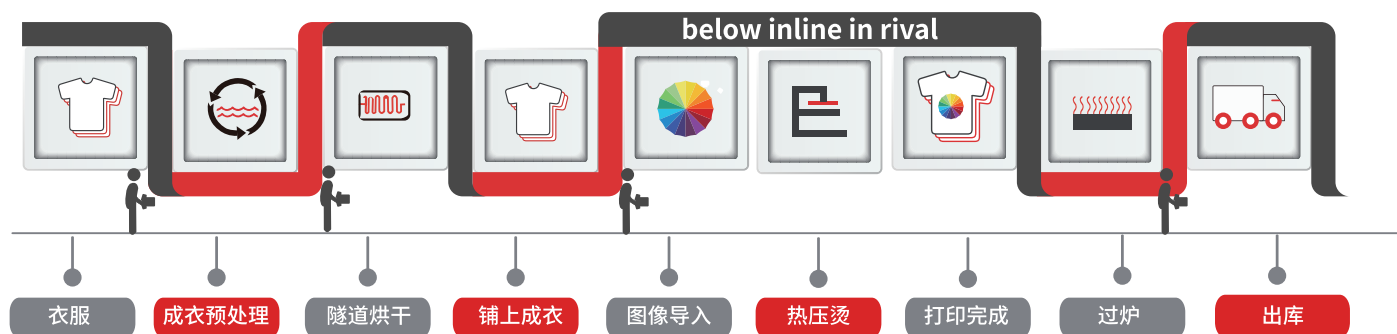 below inline in rival
衣服
成衣预处理
隧道烘干
铺上成衣
图像导入
热压烫
打印完成
过炉
出库